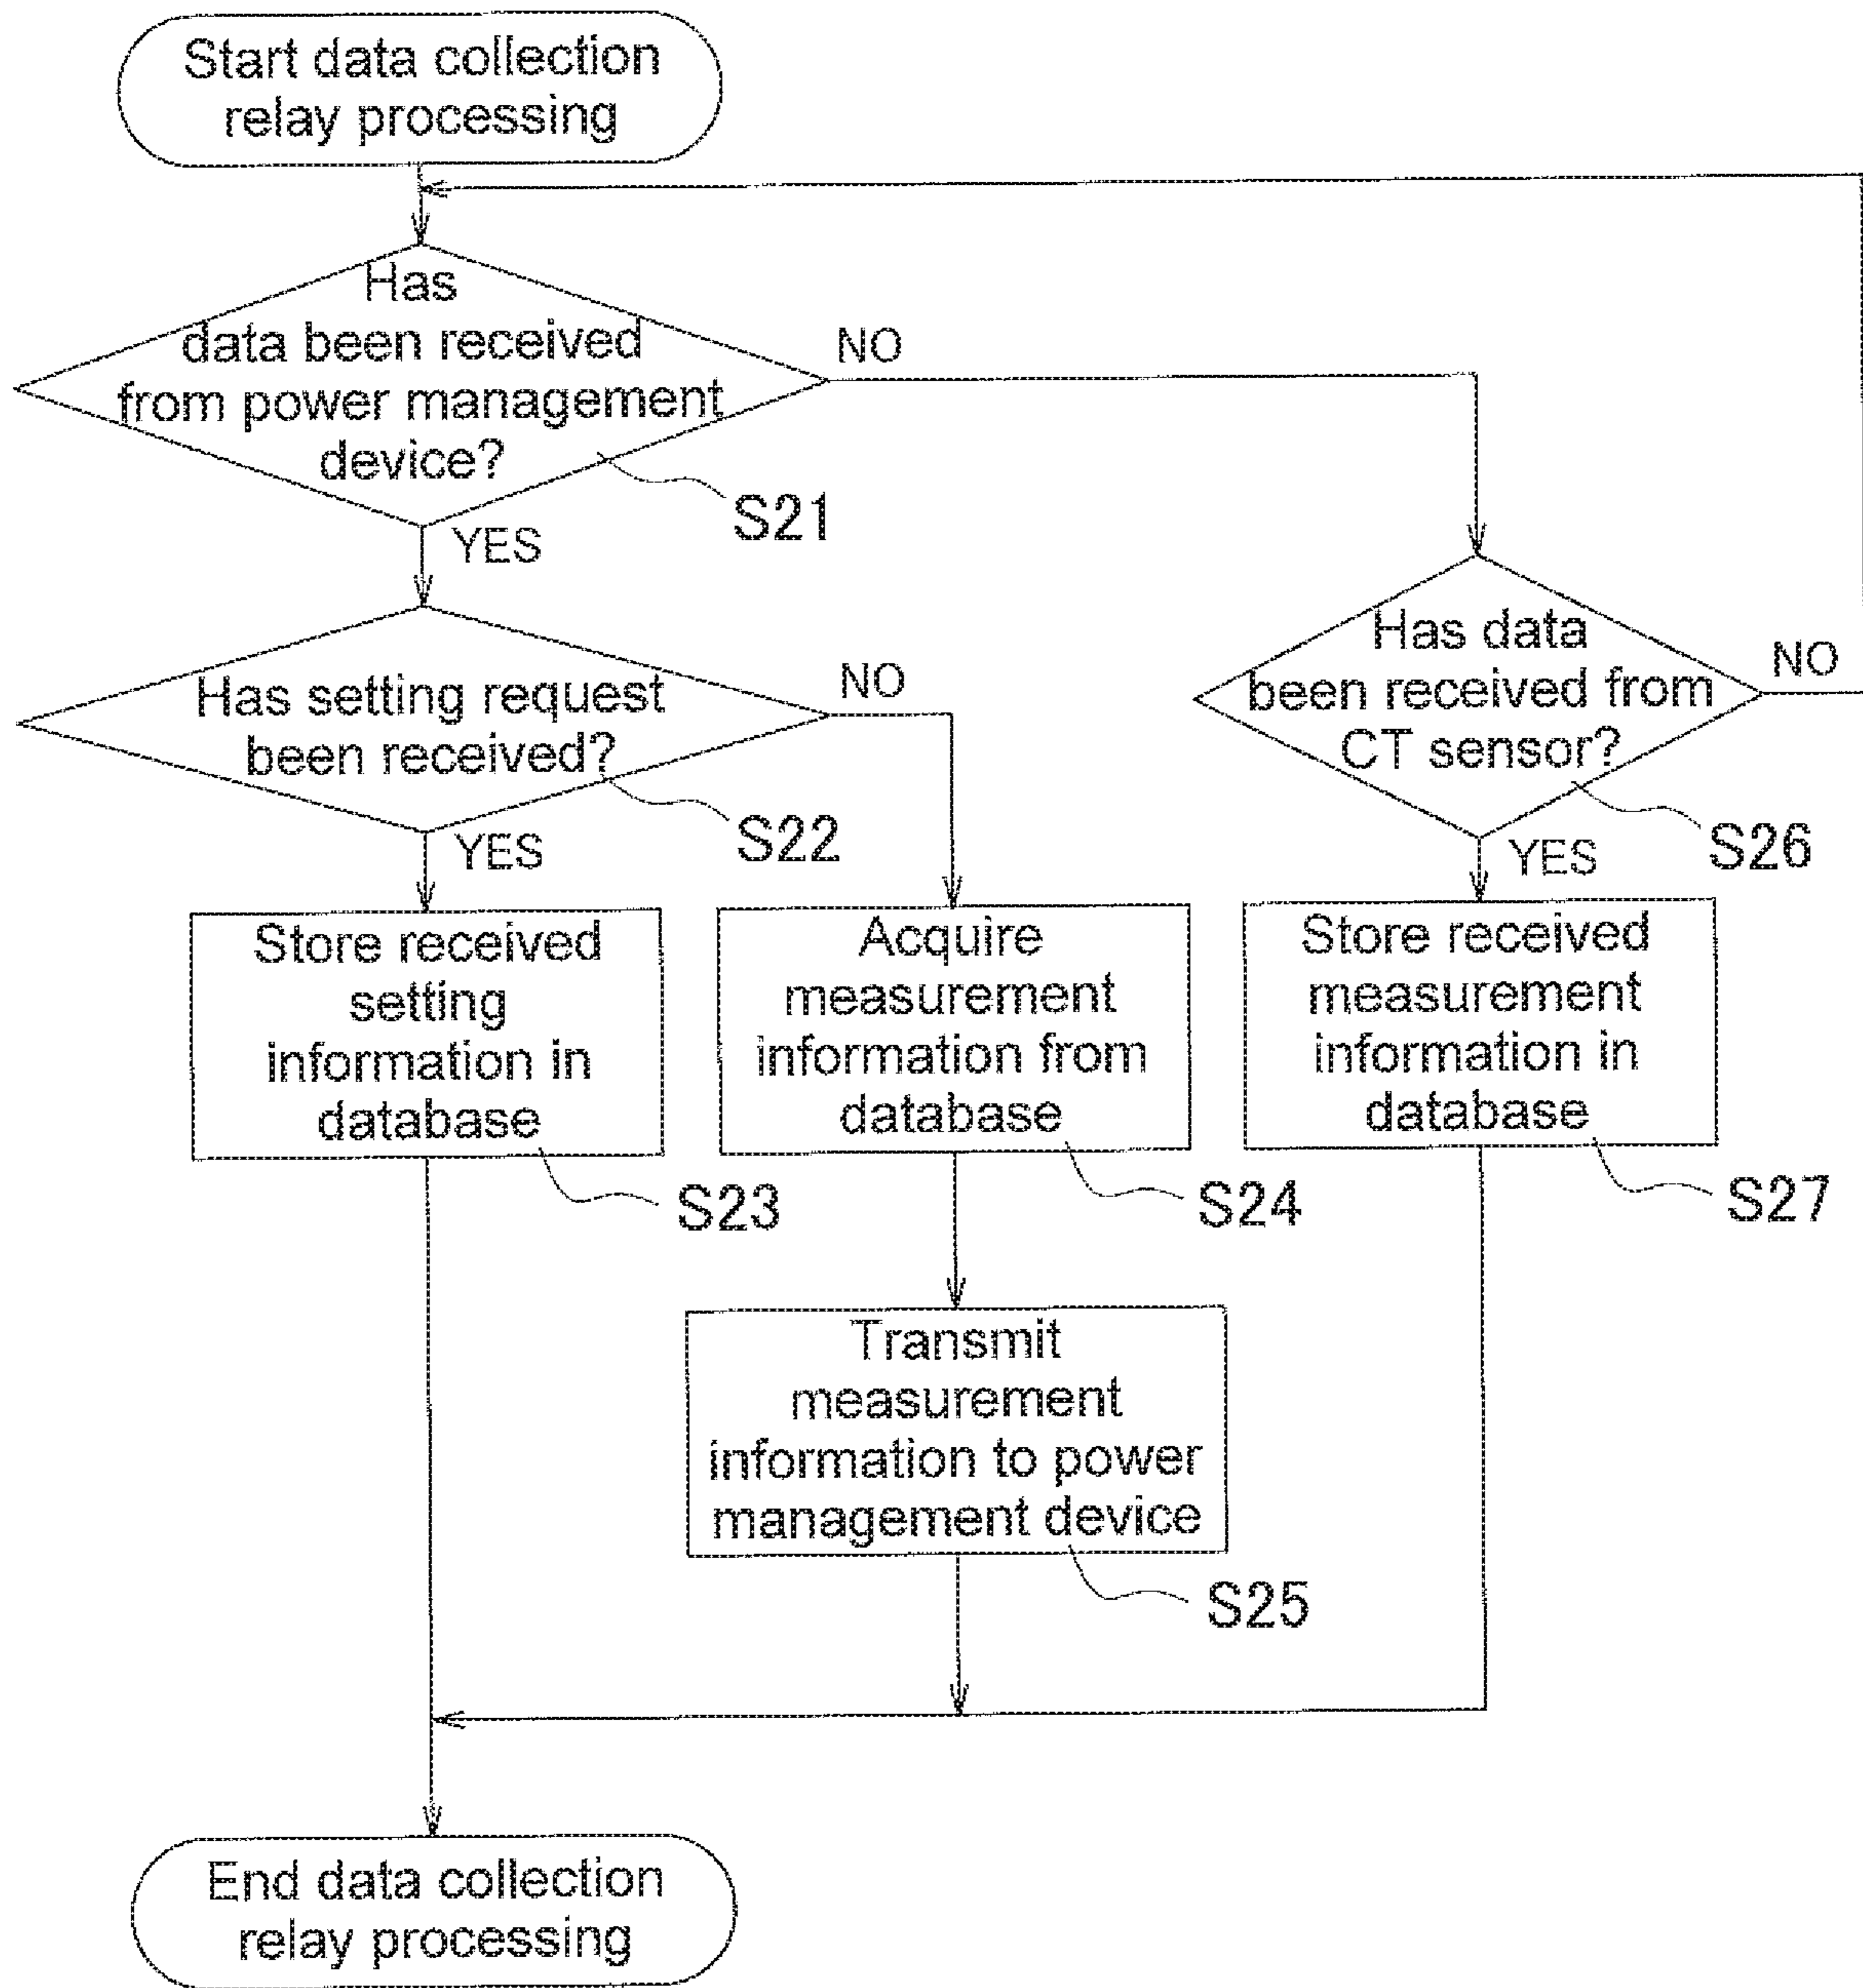 Start data collection
relay processing
Has
data been received
from power management
device?
NO
S21
YES
Has setting request
been received?
NO
S22
YES
Has data
been received from
CT sensor?
NO
S26
YES
Store received
setting
information in
database
S23
Acquire
measurement
information from
database
S24
Store received
measurement
information in
database
S27
Transmit
measurement
information to power
management device
S25
End data collection
relay processing